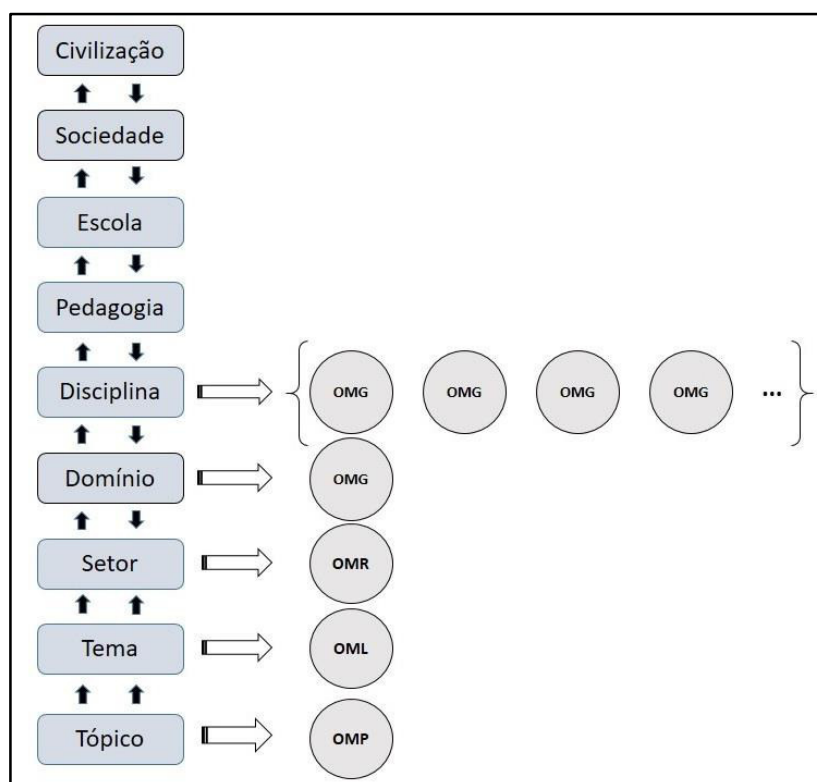 Civilização
Sociedade
Escola
Pedagogia
Disciplina
OMG OMG OMG OMG ...
Domínio
OMG
Setor
OMR
Tema
OML
Tópico
OMP